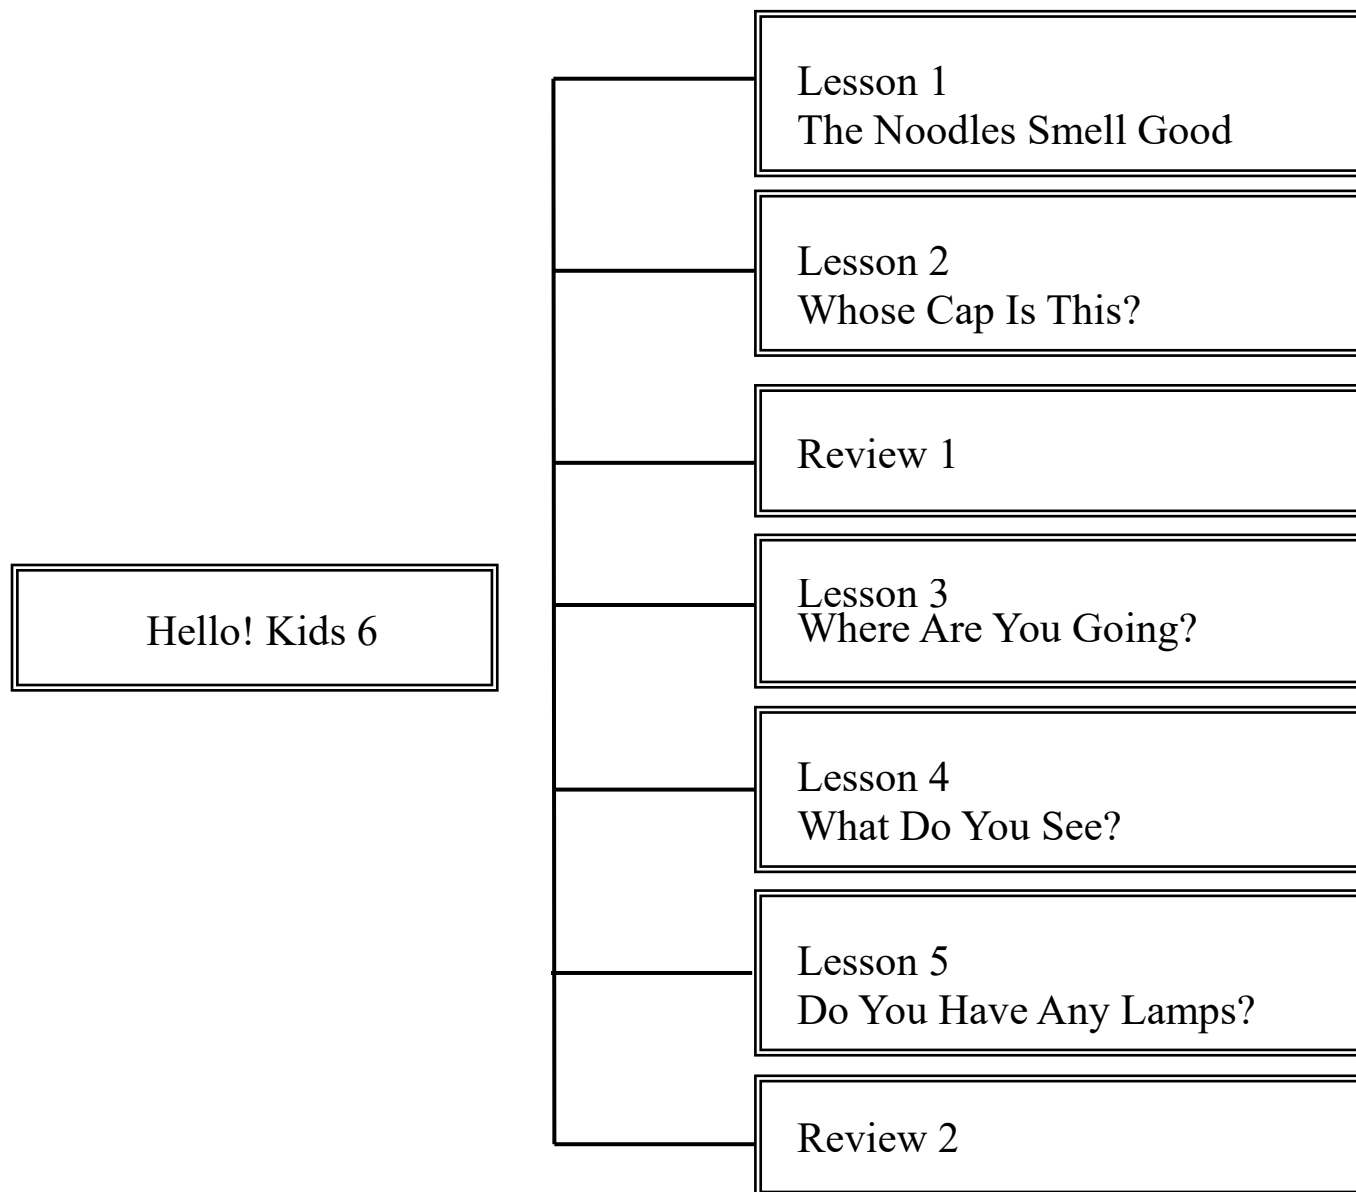 Hello! Kids 6
Lesson 1
The Noodles Smell Good
Lesson 2
Whose Cap Is This?
Review 1
Lesson 3
Where Are You Going?
Lesson 4
What Do You See?
Lesson 5
Do You Have Any Lamps?
Review 2